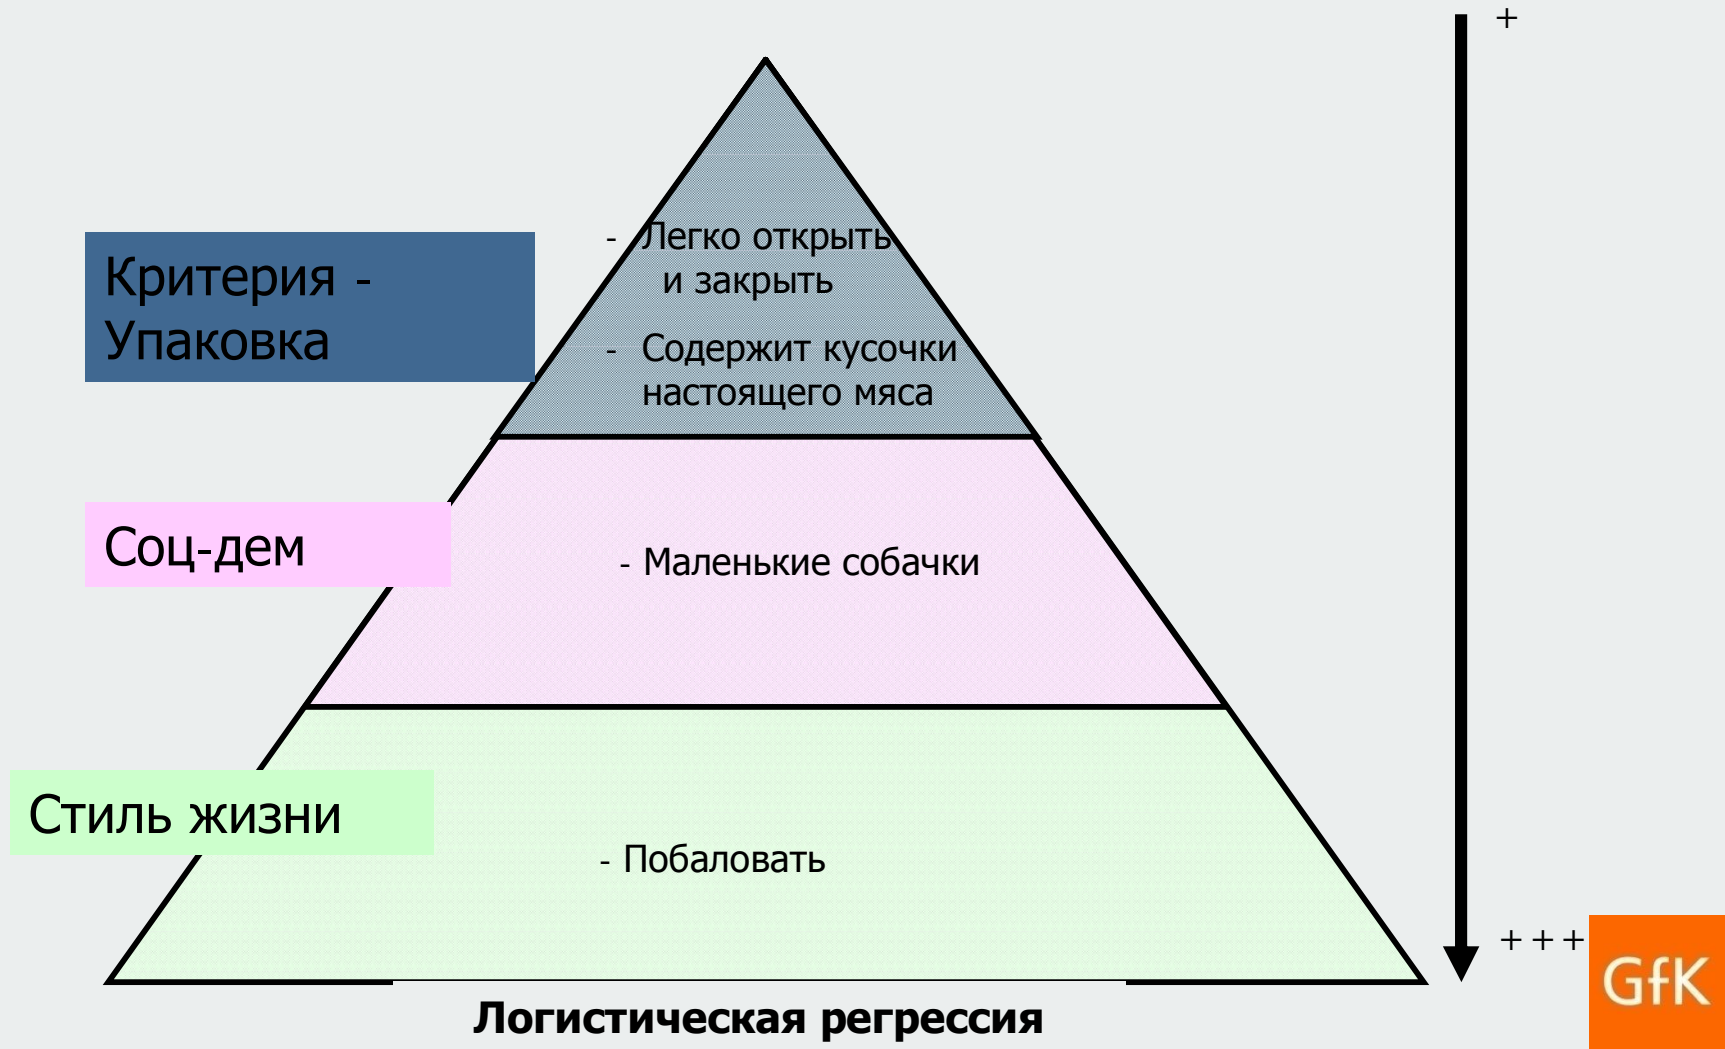 +
Критерия -
Упаковка
- Легко открыть
и закрыть
- Содержит кусочки
настоящего мяса
Соц-дем
- Маленькие собачки
Стиль жизни
- Побаловать
+++
GfK
Логистическая регрессия